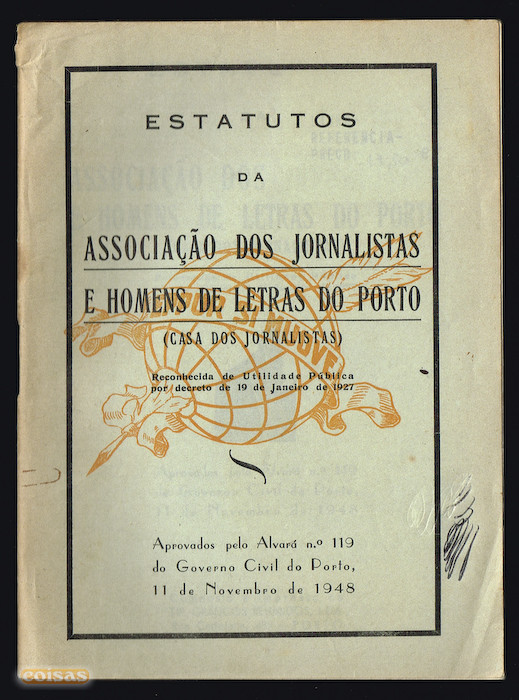 ESTATUTOS
DA
ASSOCIAÇÃO DOS JORNALISTAS
E HOMENS DE LETRAS DO PORTO
(CASA DOS JORNALISTAS)
Reconhecida de Utilidade Pública
por decreto de 19 de Janeiro de 1927
Aprovados pelo Alvará n.º 119
do Governo Civil do Porto,
11 de Novembro de 1948
coisas